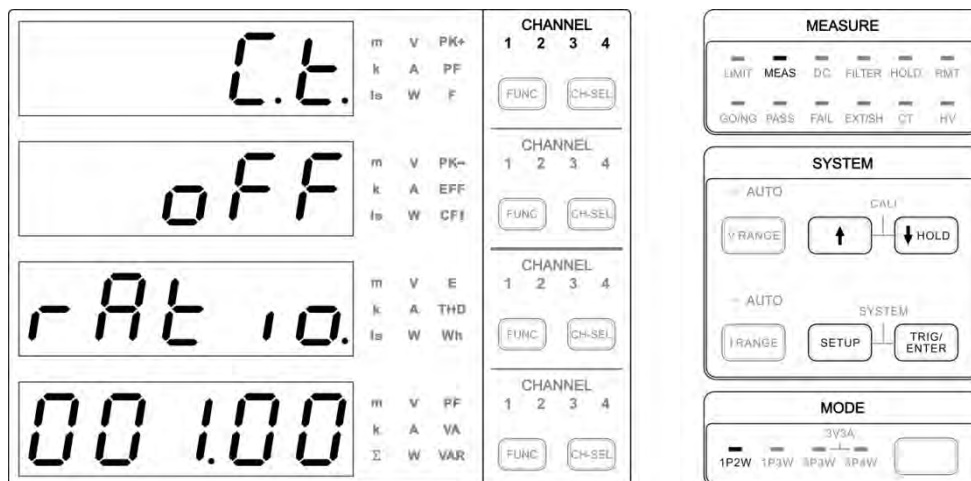 C.t.
m V PK+
k A PF
Is W F
CHANNEL
1 2 3 4
FUNC CH-SEL
oFF
m V PK-
k A EFF
Is W CF!
CHANNEL
1 2 3 4
FUNC CH-SEL
rAtio.
m V E
k A THD
Is W Wh
CHANNEL
1 2 3 4
FUNC CH-SEL
001.00
m V PF
k A VA
Σ W VAR
CHANNEL
1 2 3 4
FUNC CH-SEL
MEASURE
LIMIT MEAS DC FILTER HOLD RMT
GO/NG PASS FAIL EXT/SH CT HV
SYSTEM
AUTO
CALI
V RANGE ↑ ↓ HOLD
AUTO
SYSTEM
I RANGE SETUP TRIG/
ENTER
MODE
3V3A
1P2W 1P3W 3P3W 3P4W